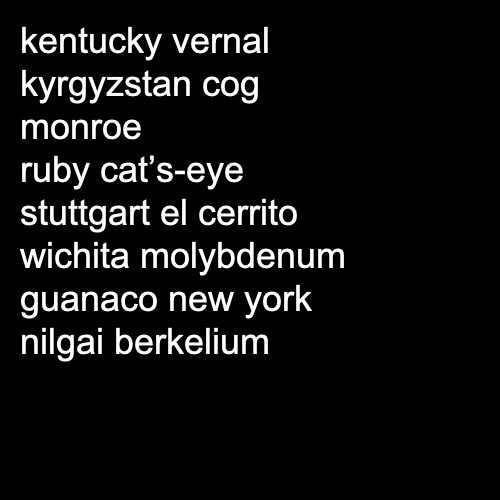 kentucky vernal
kyrgyzstan cog
monroe
ruby cat’s-eye
stuttgart el cerrito
wichita molybdenum
guanaco new york
nilgai berkelium